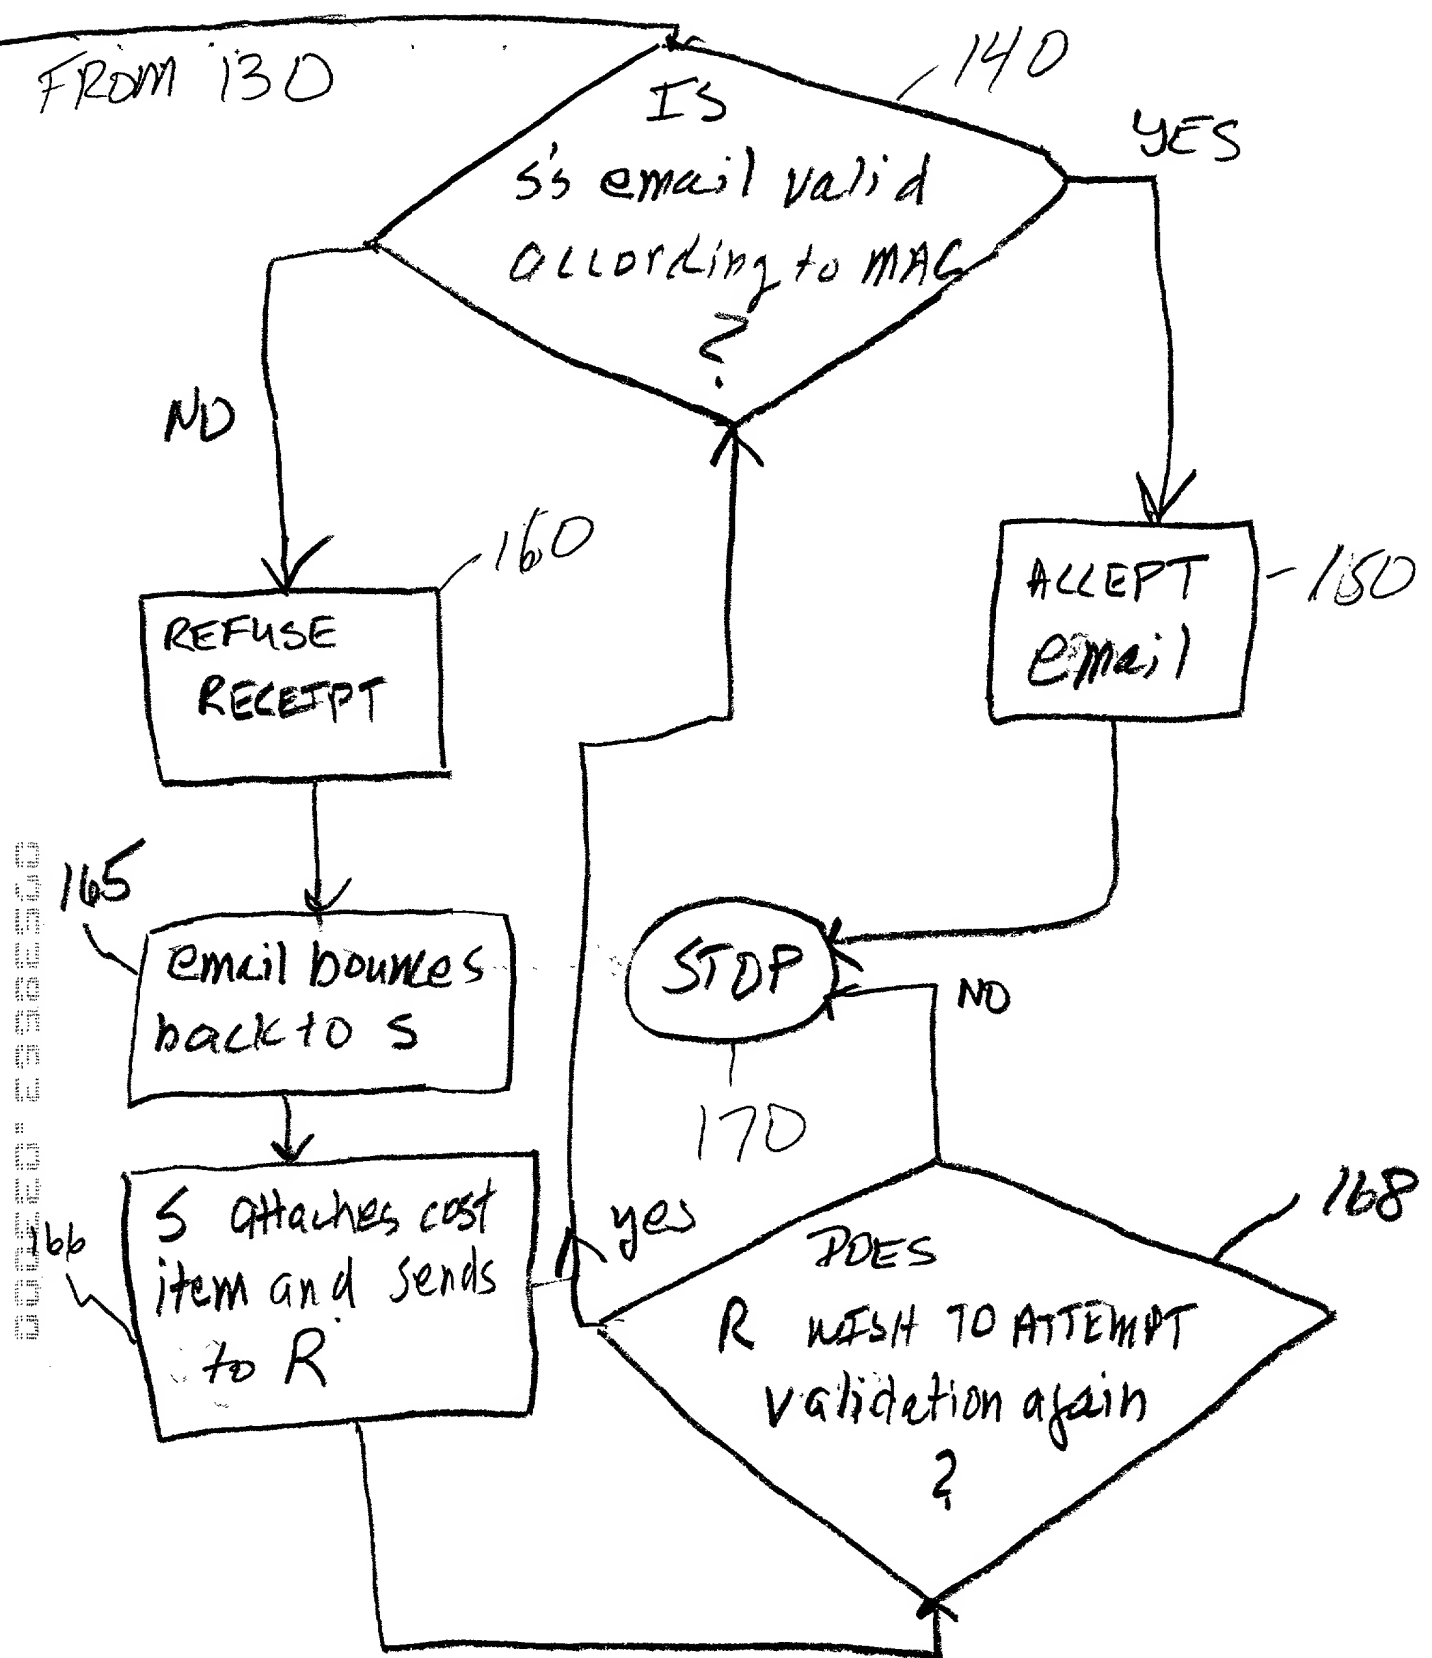 FROM 130
140
IS
S's email valid
according to MAC
?
YES
NO
160
REFUSE
RECEIPT
ACCEPT
email
150
165
email bounces
back to S
STOP
NO
170
166
S attaches cost
item and sends
to R
yes
168
DOES
R WISH TO ATTEMPT
validation again
?